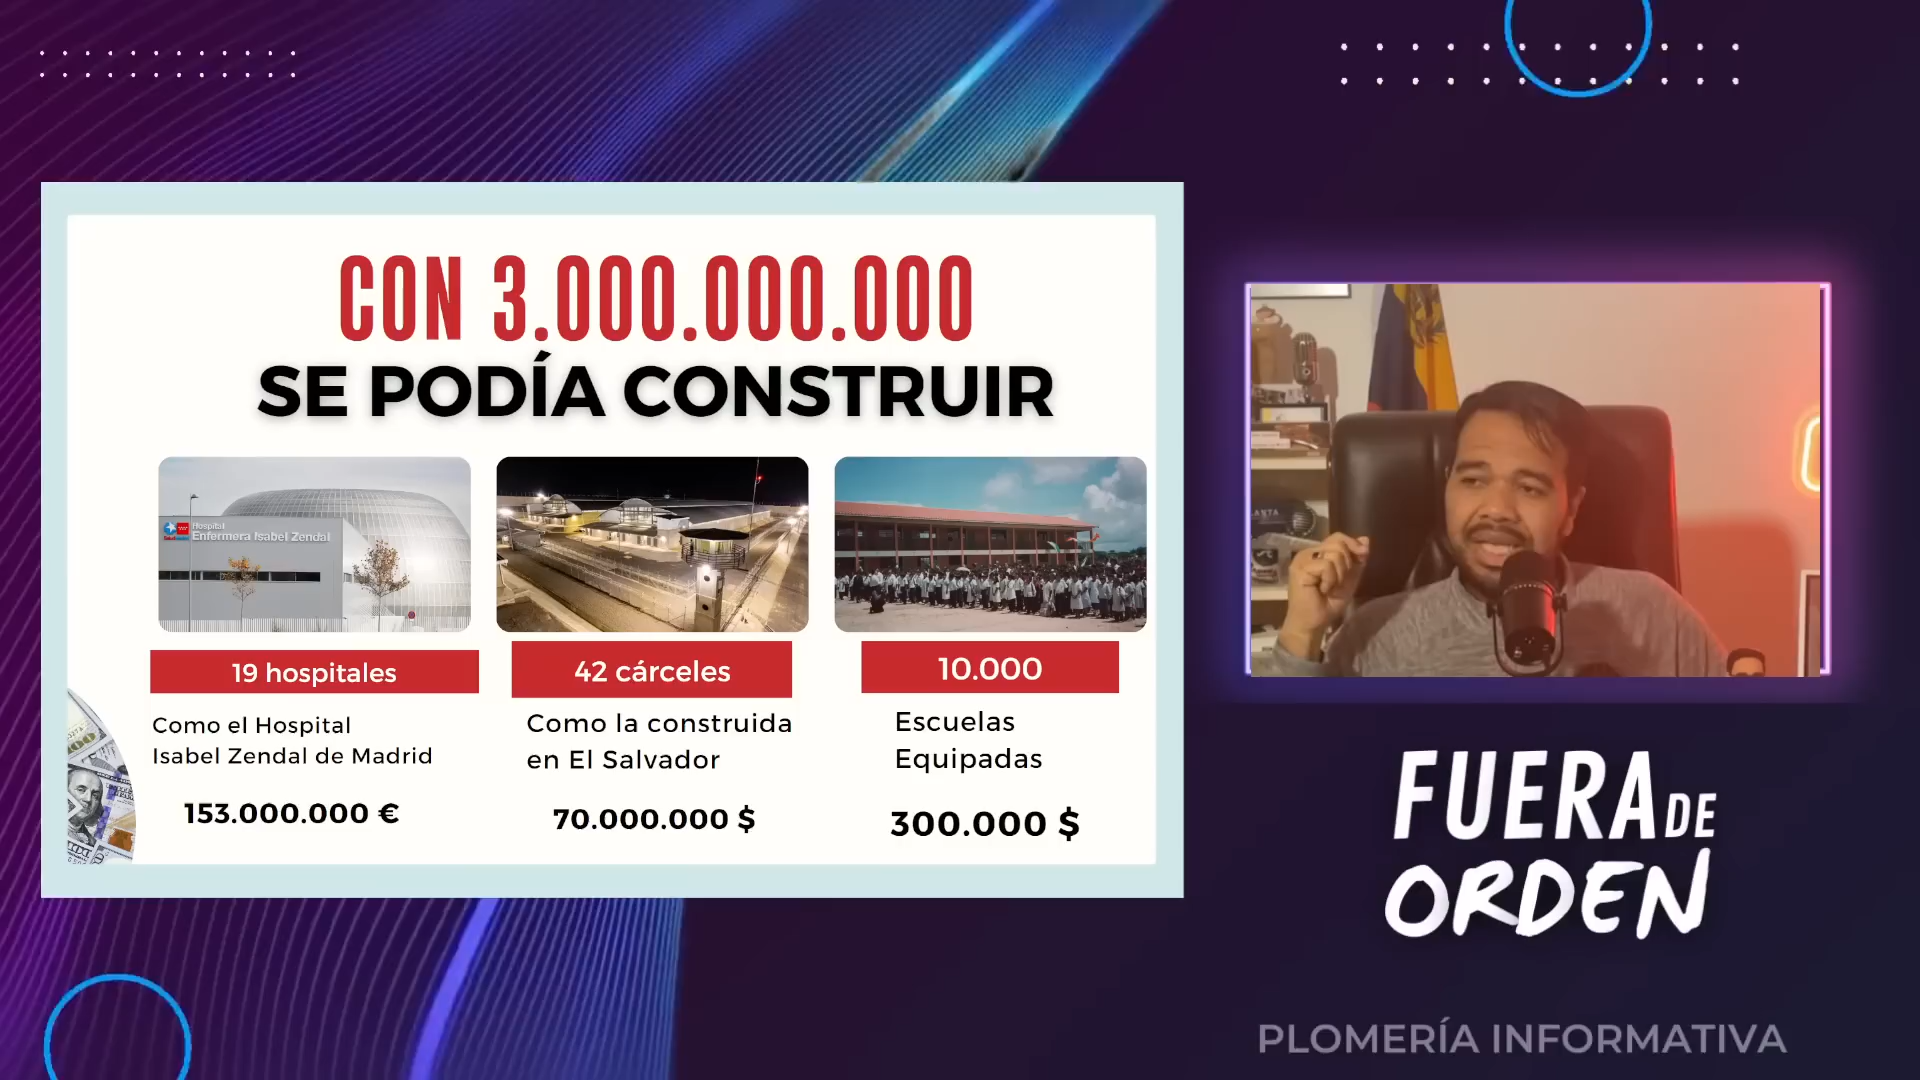 CON 3.000.000.000
SE PODÍA CONSTRUIR
Hospital
Enfermera Isabel Zendal
19 hospitales
Como el Hospital
Isabel Zendal de Madrid
153.000.000 €
42 cárceles
Como la construida
en El Salvador
70.000.000 $
10.000
Escuelas
Equipadas
300.000 $
FUERA DE
ORDEN
PLOMERÍA INFORMATIVA